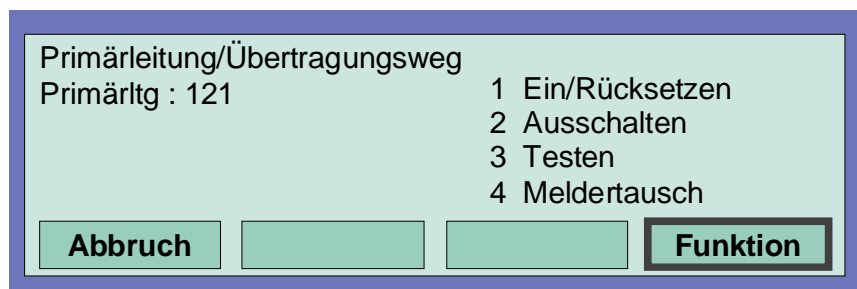 Primärleitung/Übertragungsweg
Primärltg : 121
1 Ein/Rücksetzen
2 Ausschalten
3 Testen
4 Meldertausch
Abbruch
Funktion